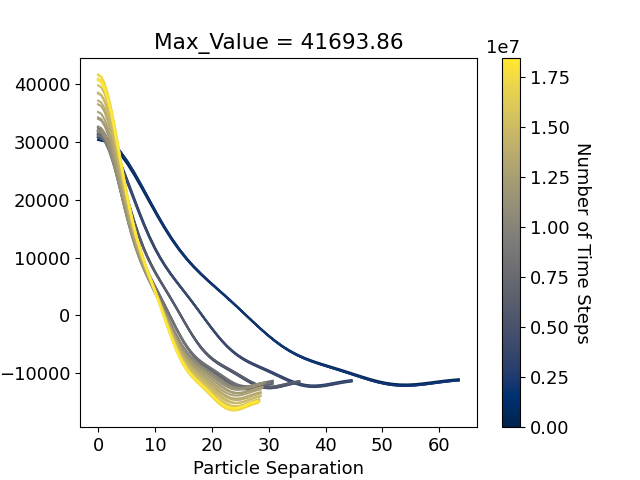 Max_Value = 41693.86
1e7
40000
30000
20000
10000
0
−10000
0 10 20 30 40 50 60
Particle Separation
1.75
1.50
1.25
1.00
0.75
0.50
0.25
0.00
Number of Time Steps